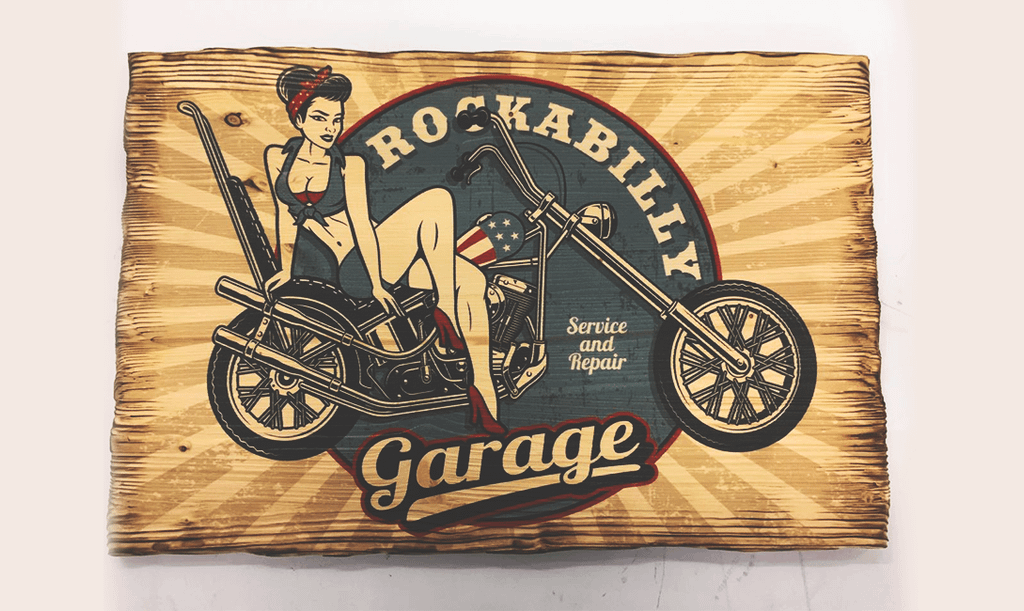 ROCKABILLY
Service
and
Repair
Garage